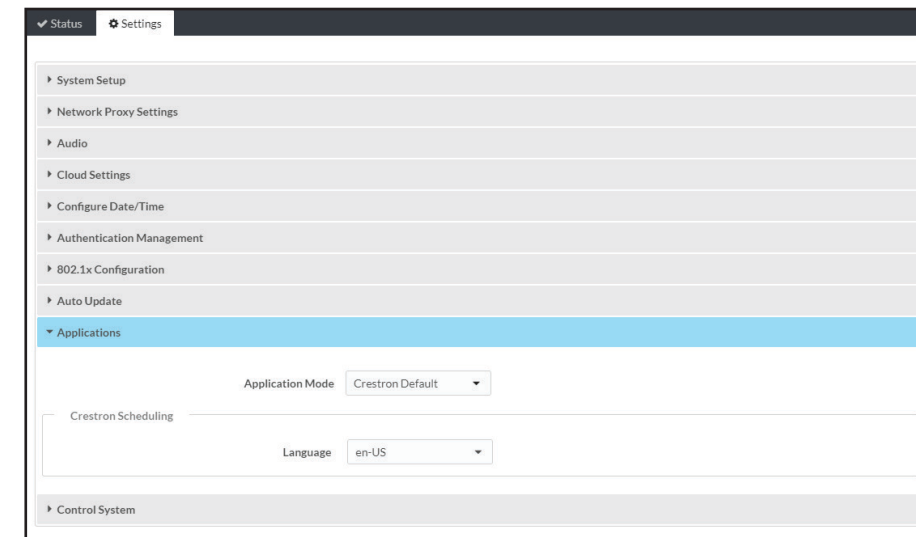 Status Settings
System Setup
Network Proxy Settings
Audio
Cloud Settings
Configure Date/Time
Authentication Management
802.1x Configuration
Auto Update
Applications
Application Mode Crestron Default
Crestron Scheduling
Language en-US
Control System